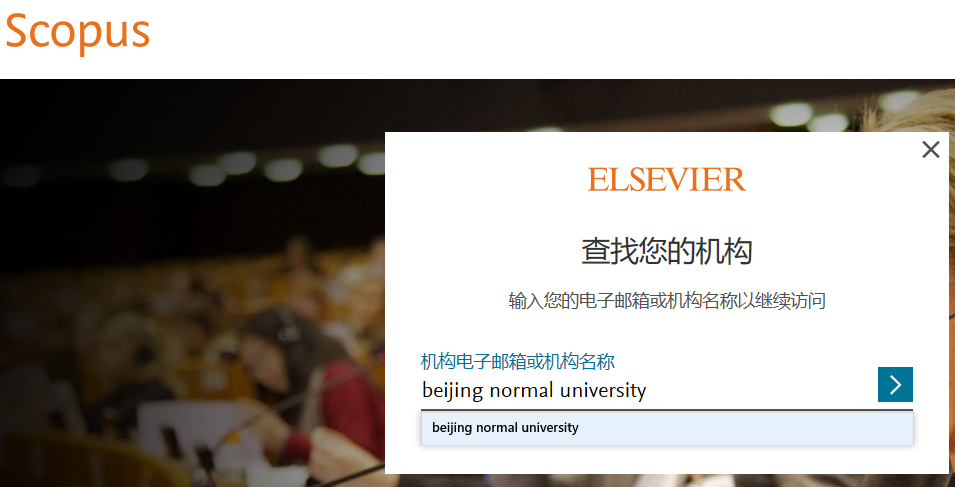 Scopus
ELSEVIER
查找您的机构
输入您的电子邮箱或机构名称以继续访问
机构电子邮箱或机构名称
beijing normal university
beijing normal university